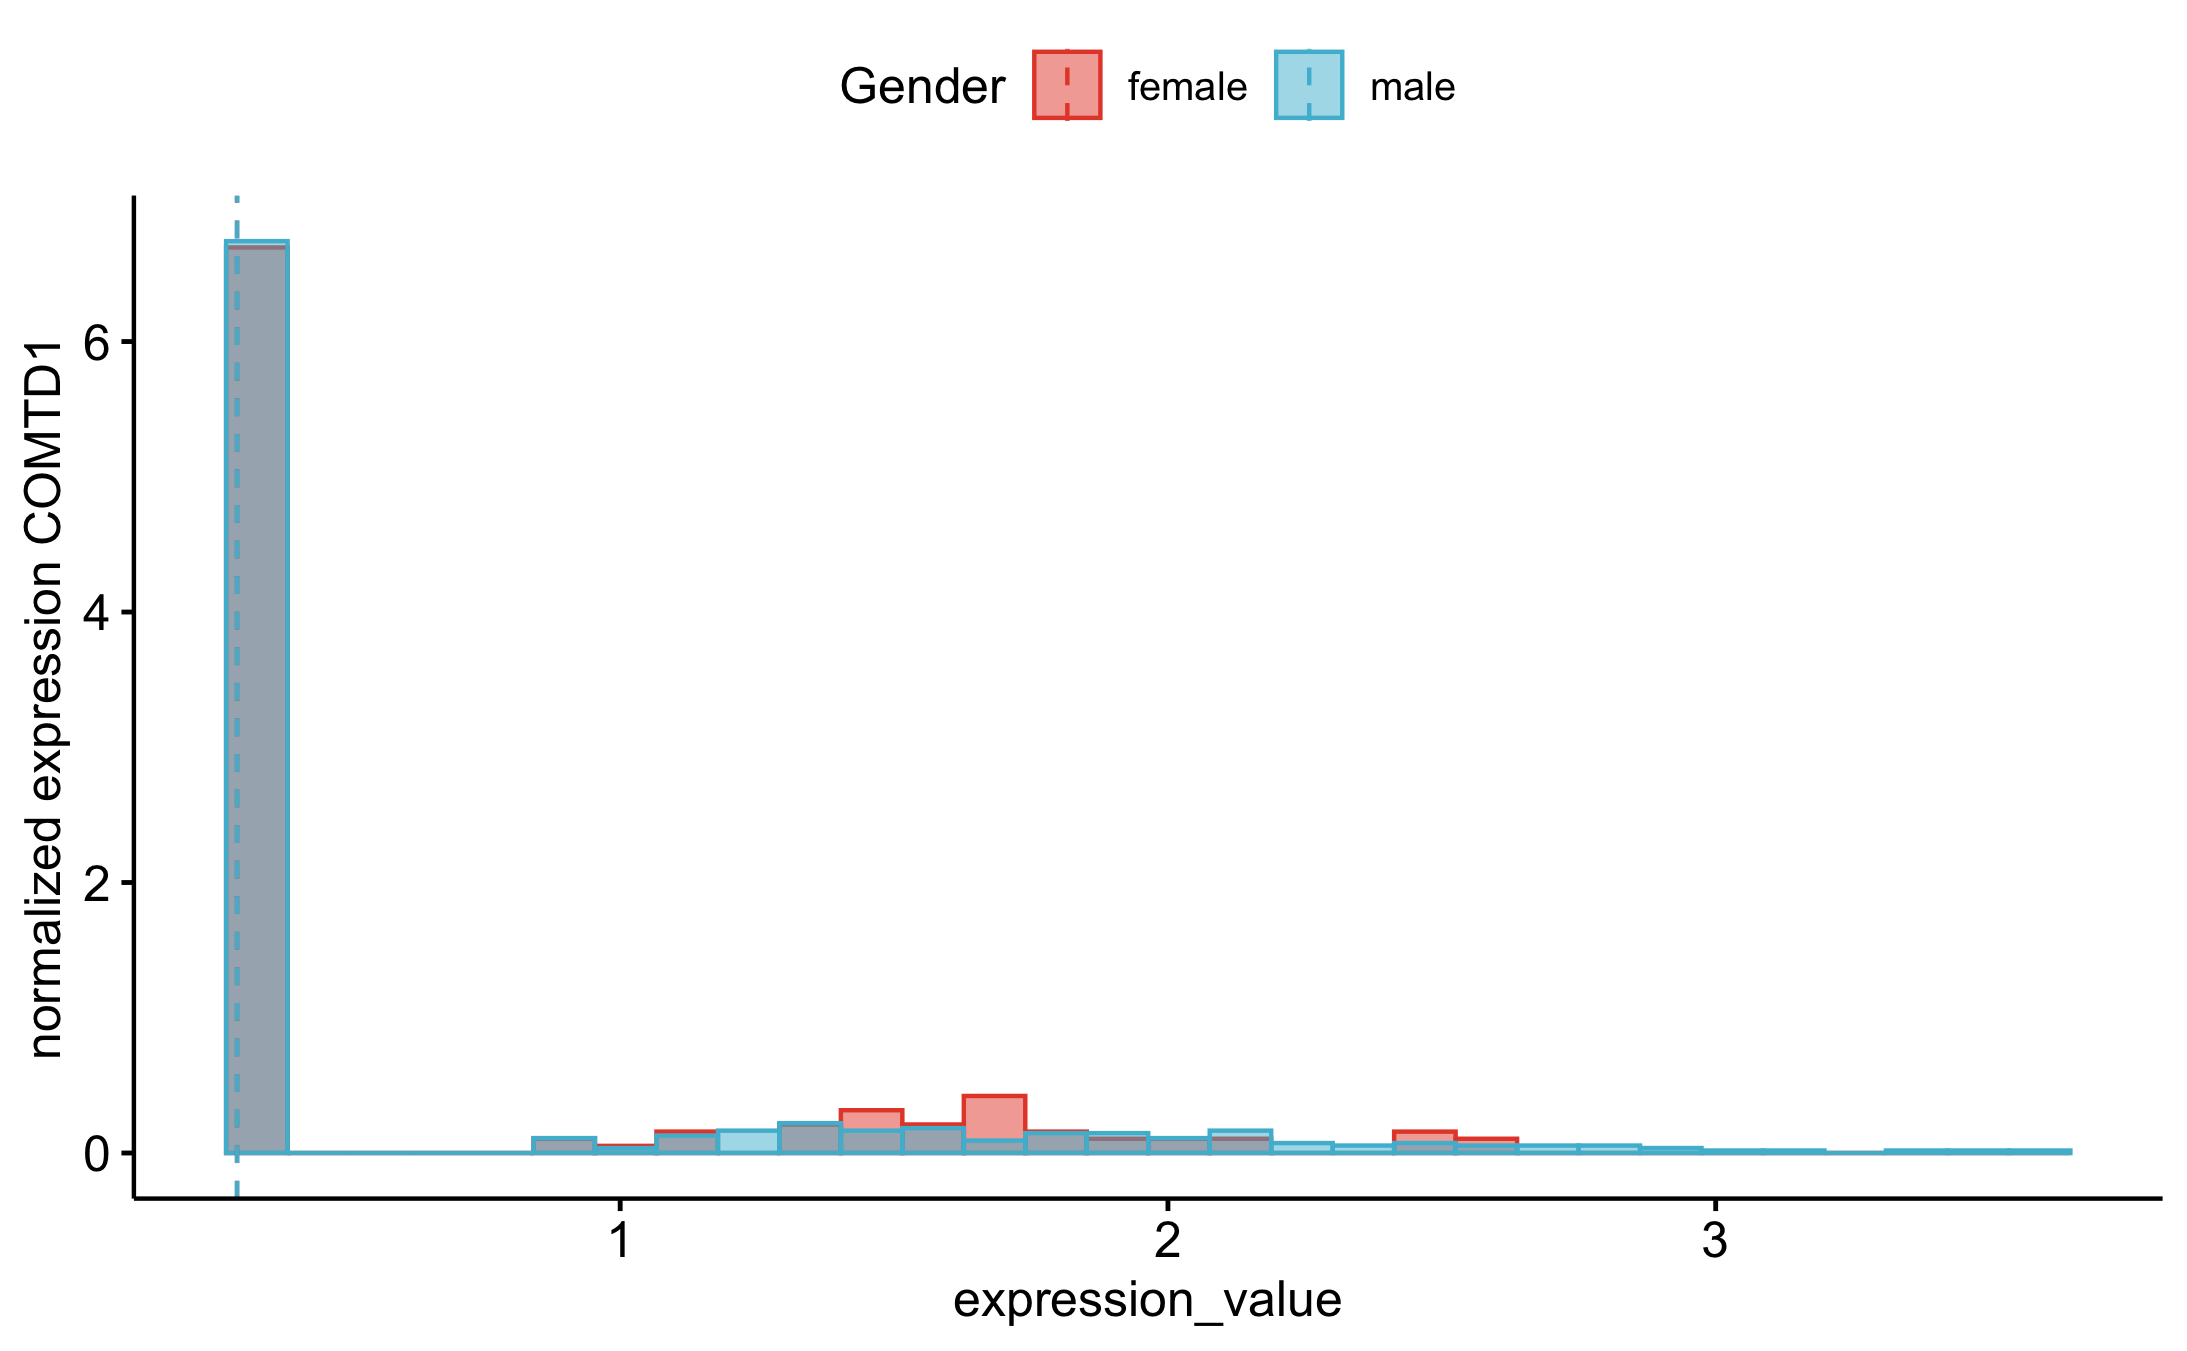 Gender female male
normalized expression COMTD1
6
4
2
0
1 2 3
expression_value